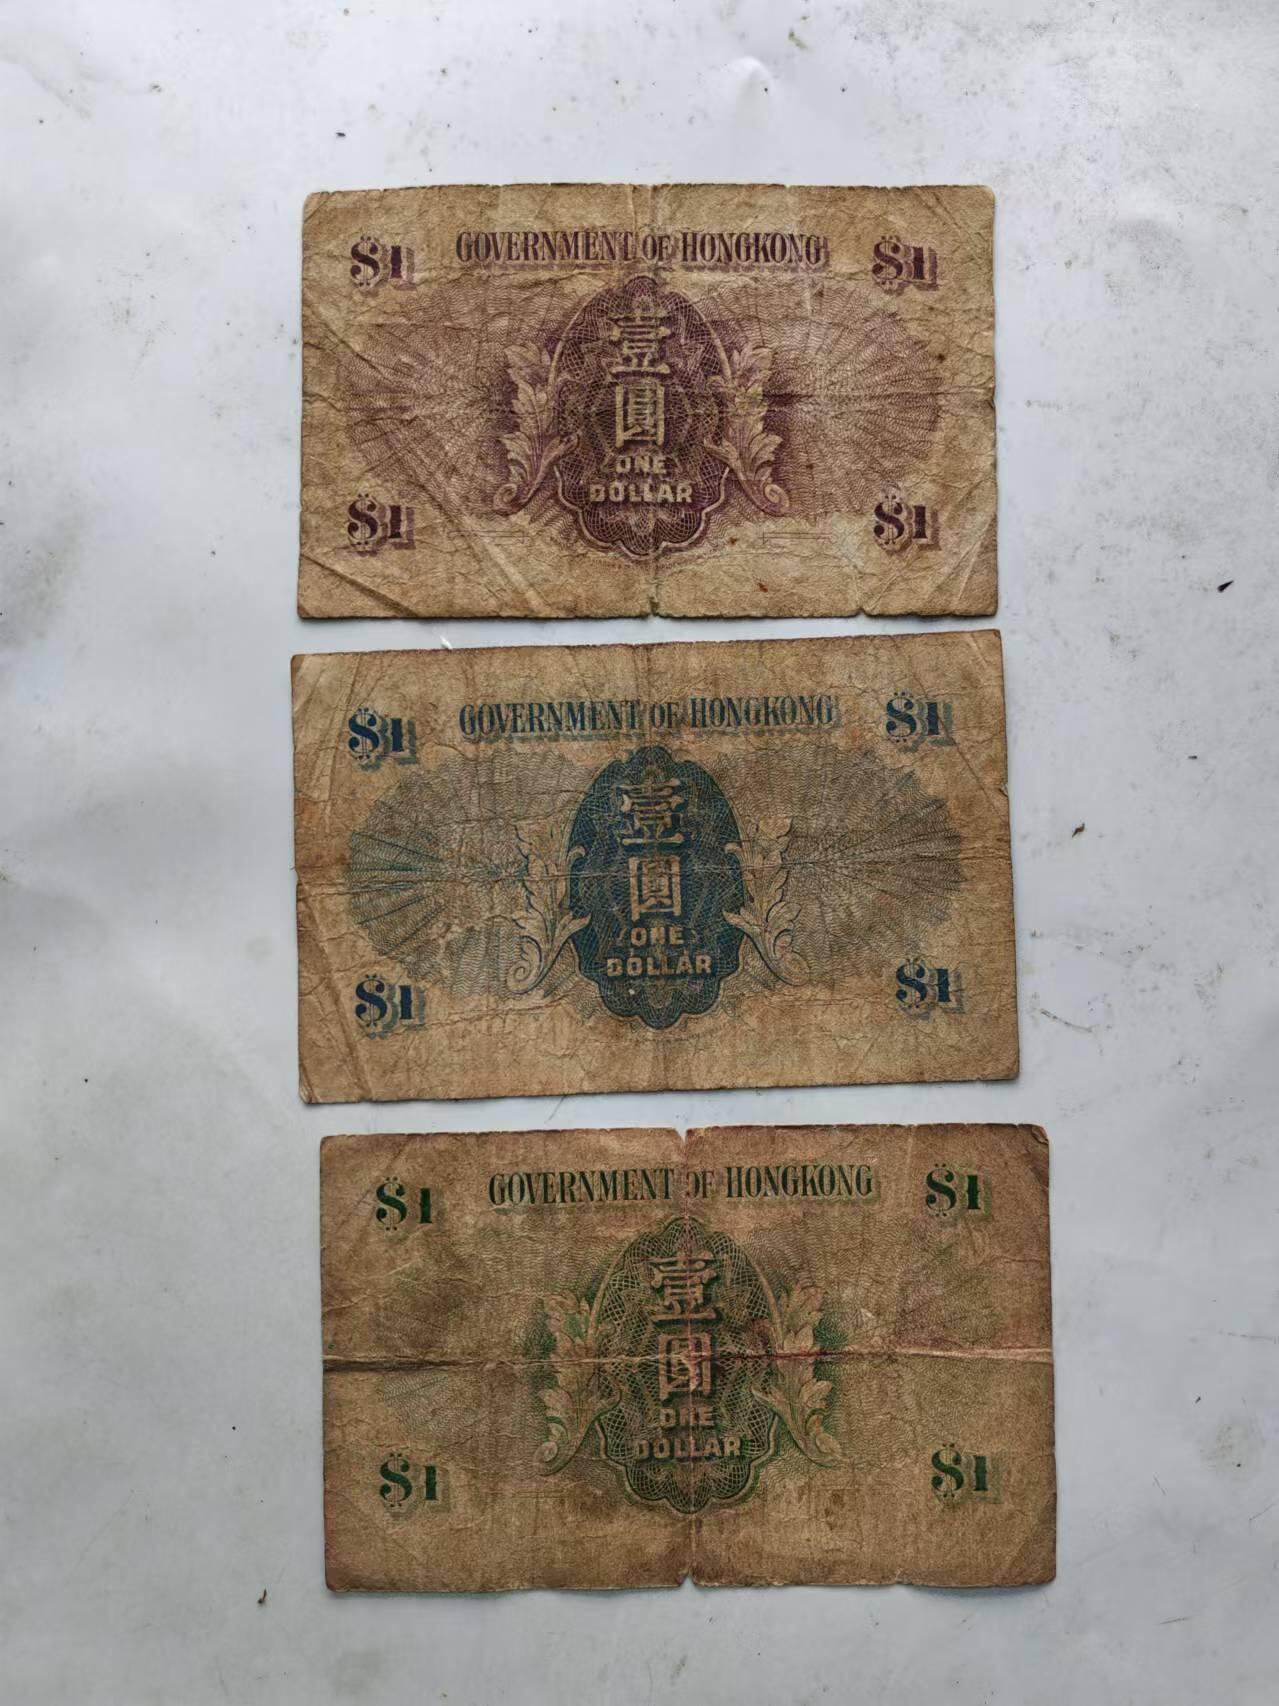 $1 GOVERNMENT OF HONGKONG $1
壹
圓
ONE
DOLLAR
$1 $1
$1 GOVERNMENT OF HONGKONG $1
壹
圓
ONE
DOLLAR
$1 $1
$1 GOVERNMENT OF HONGKONG $1
壹
圓
ONE
DOLLAR
$1 $1